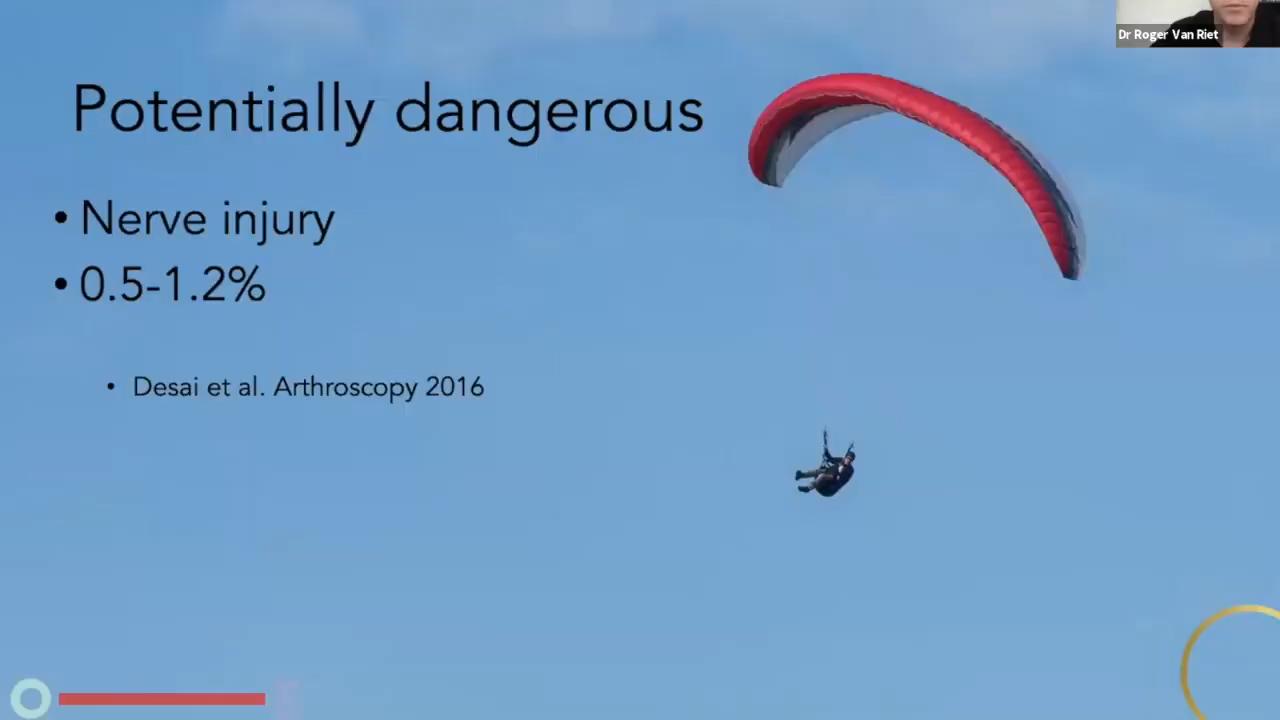 Dr Roger Van Riet
Potentially dangerous
• Nerve injury
• 0.5-1.2%
• Desai et al. Arthroscopy 2016